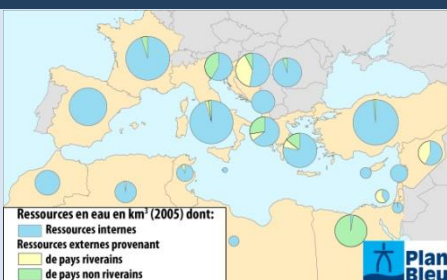 Ressources en eau en km³ (2005) dont:
Ressources internes
Ressources externes provenant
de pays riverains
de pays non riverains
Plan
Bleu